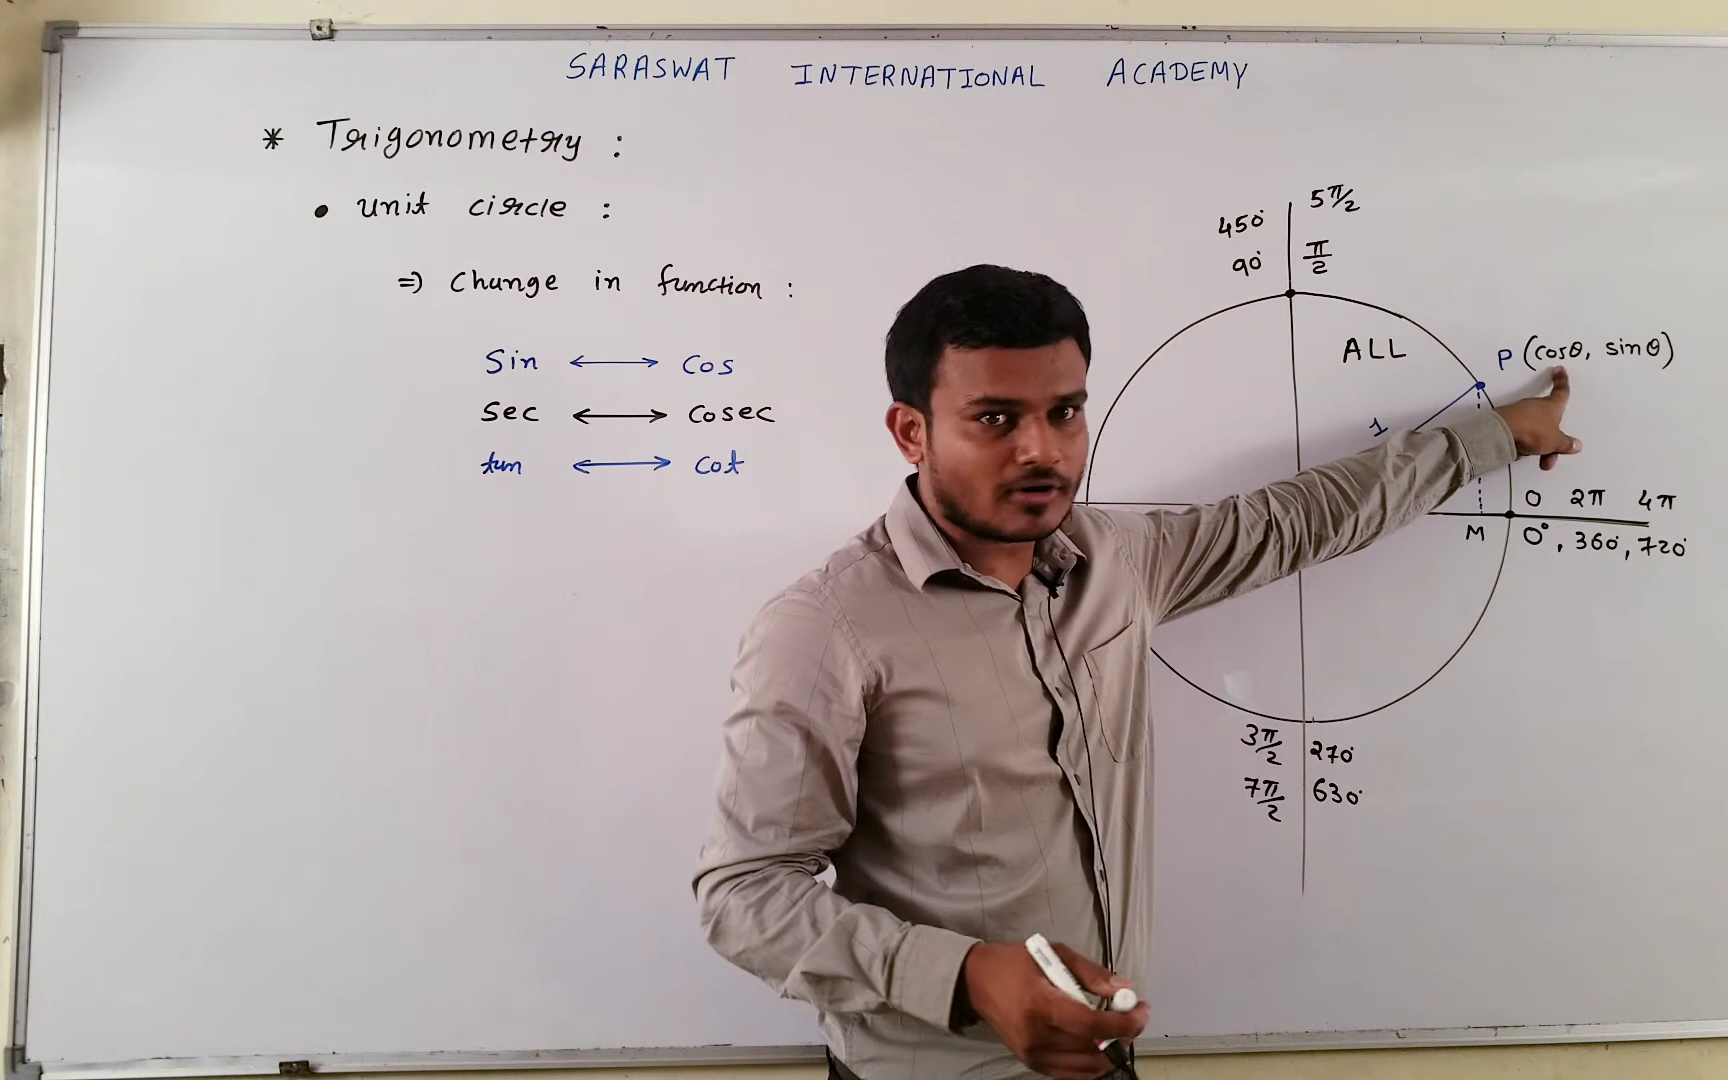 SARASWAT INTERNATIONAL ACADEMY
* Trigonometry :
• unit circle :
⇒ Change in function :
Sin ⟷ cos
Sec ⟷ cosec
tan ⟷ cot
450° 5π/2
90° π/2
ALL
P (cosθ, sinθ)
1
0 2π 4π
M 0°, 360°, 720°
3π/2 270°
7π/2 630°